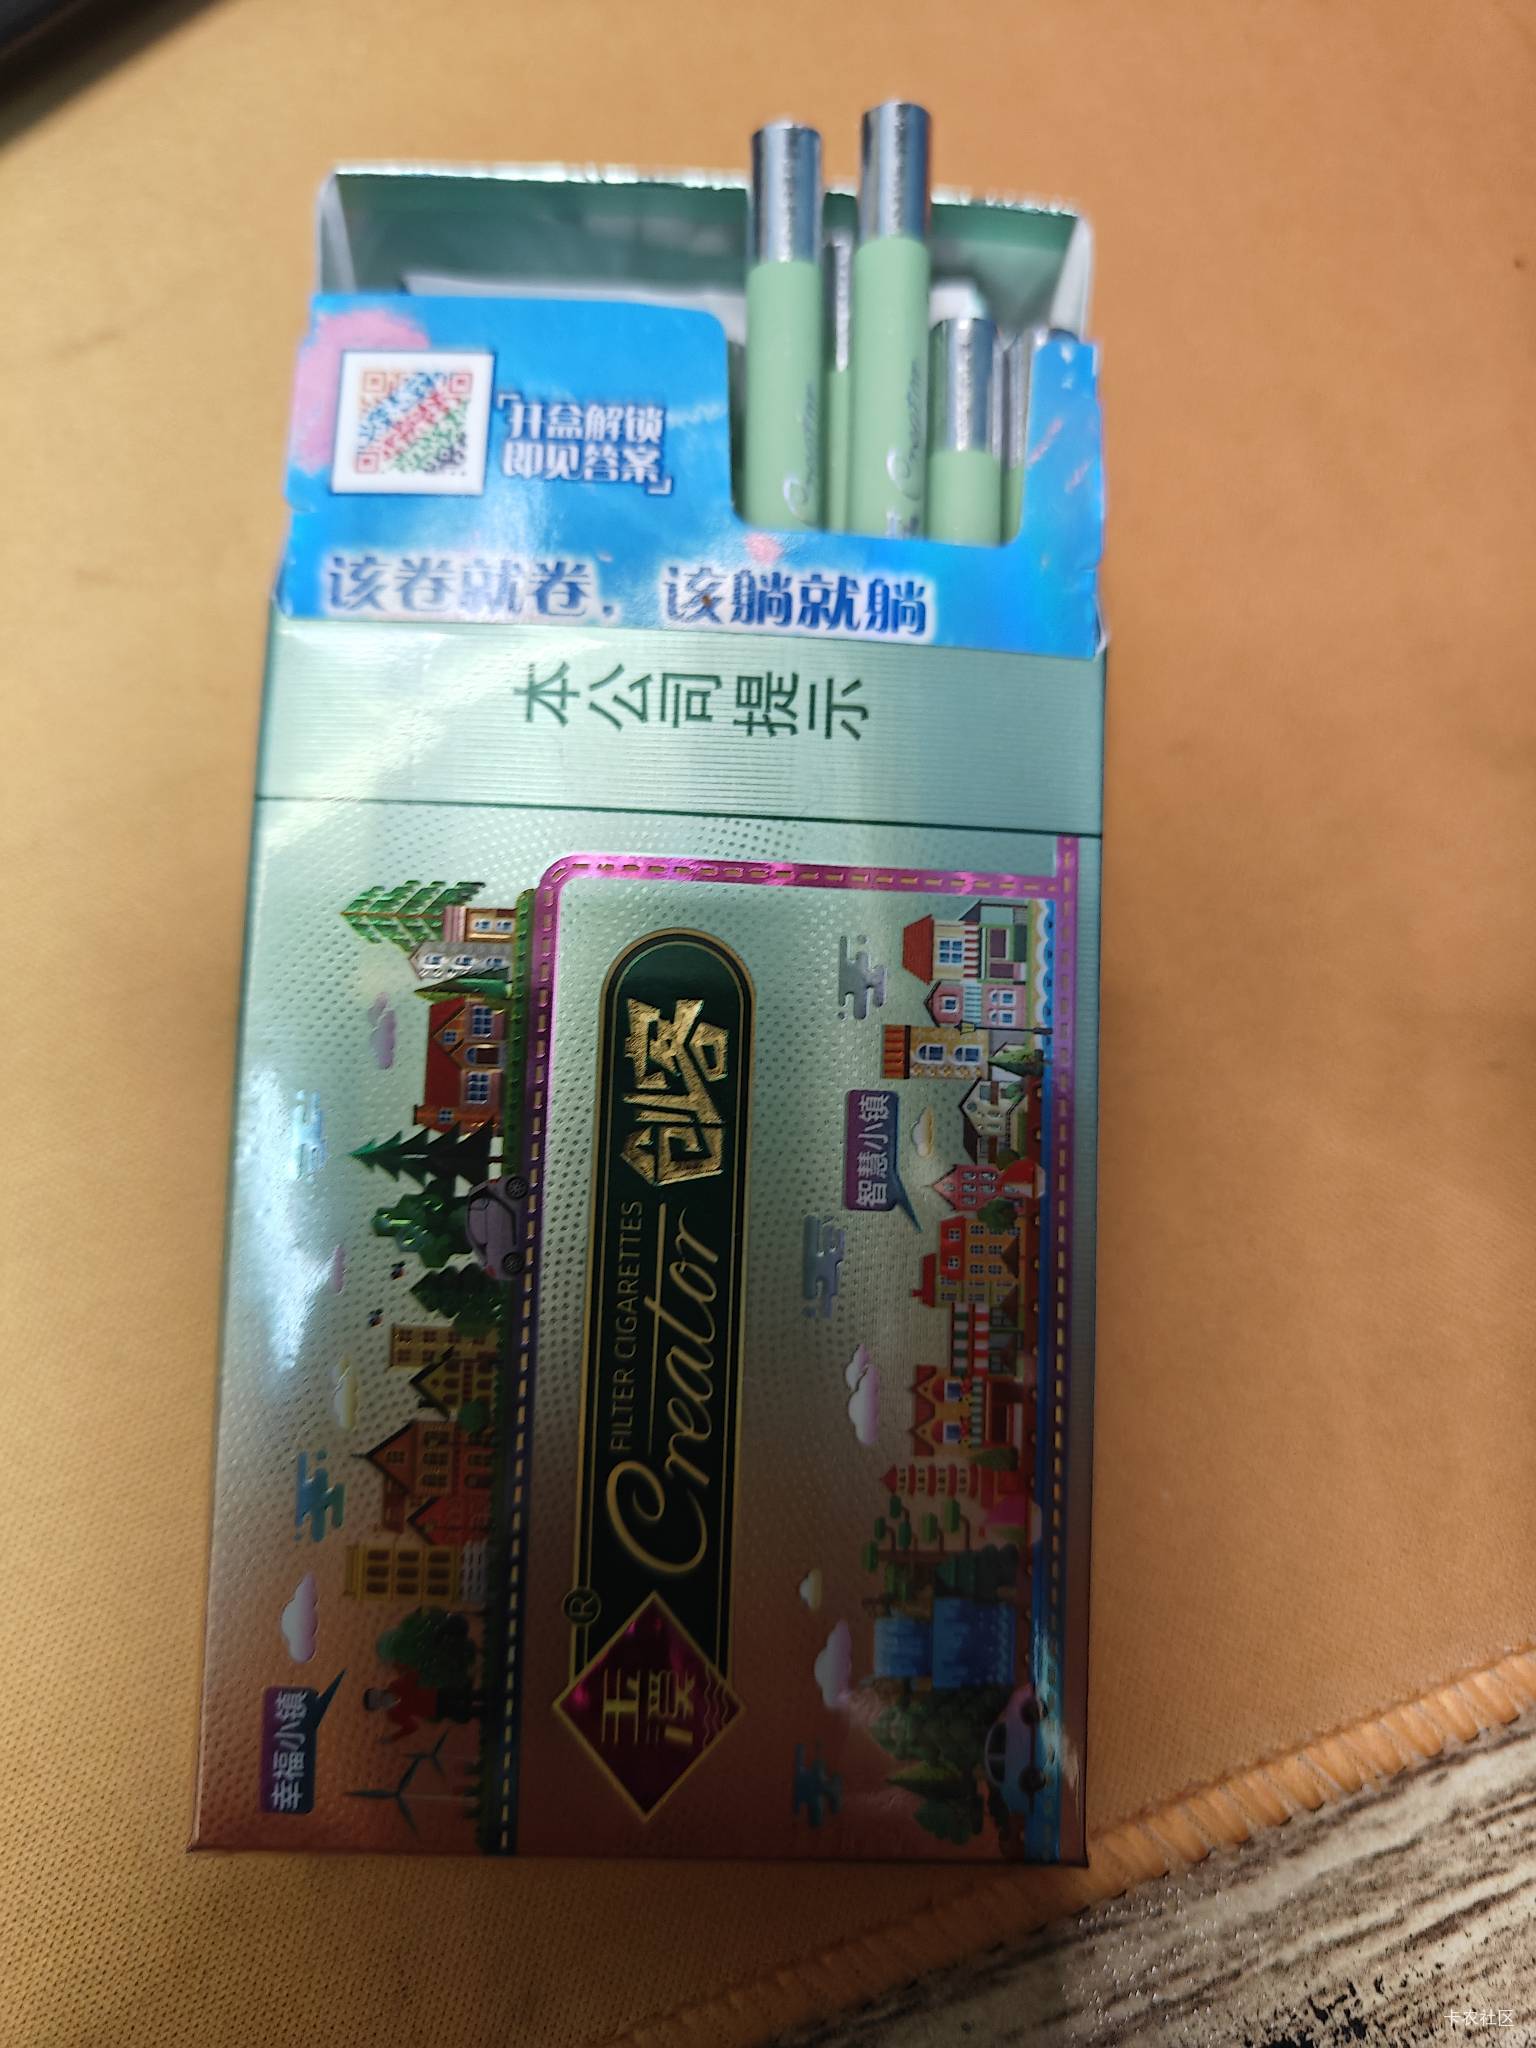 开盒解锁
即见答案
该卷就卷，该躺就躺
本公司提示
玉溪
®
Creator
创客
FILTER CIGARETTES
智慧小镇
幸福小镇
Creator
Creator
卡农社区